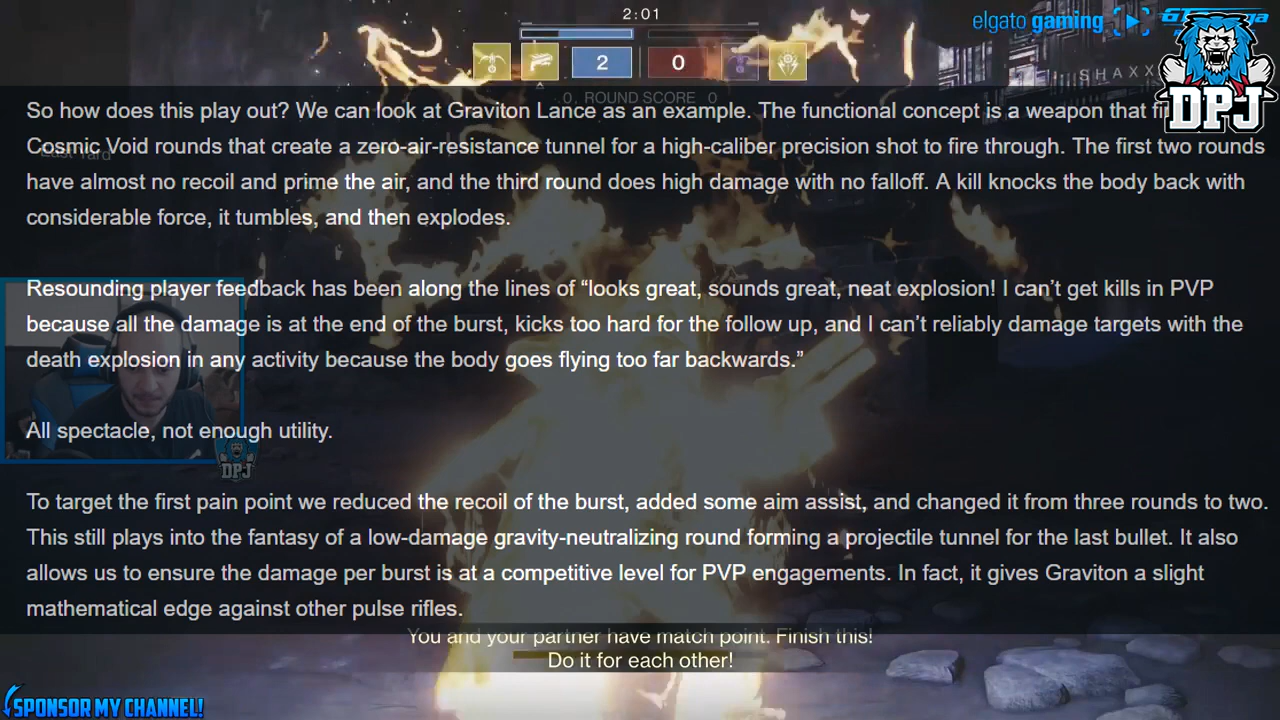 2:01
elgato gaming
2 0
SHAXX
DPJ
0 ROUND SCORE 0
So how does this play out? We can look at Graviton Lance as an example. The functional concept is a weapon that
Cosmic Void rounds that create a zero-air-resistance tunnel for a high-caliber precision shot to fire through. The first two rounds
have almost no recoil and prime the air, and the third round does high damage with no falloff. A kill knocks the body back with
considerable force, it tumbles, and then explodes.
Resounding player feedback has been along the lines of “looks great, sounds great, neat explosion! I can’t get kills in PVP
because all the damage is at the end of the burst, kicks too hard for the follow up, and I can’t reliably damage targets with the
death explosion in any activity because the body goes flying too far backwards.”
All spectacle, not enough utility.
DPJ
To target the first pain point we reduced the recoil of the burst, added some aim assist, and changed it from three rounds to two.
This still plays into the fantasy of a low-damage gravity-neutralizing round forming a projectile tunnel for the last bullet. It also
allows us to ensure the damage per burst is at a competitive level for PVP engagements. In fact, it gives Graviton a slight
mathematical edge against other pulse rifles.
You and your partner have match point. Finish this!
Do it for each other!
SPONSOR MY CHANNEL!